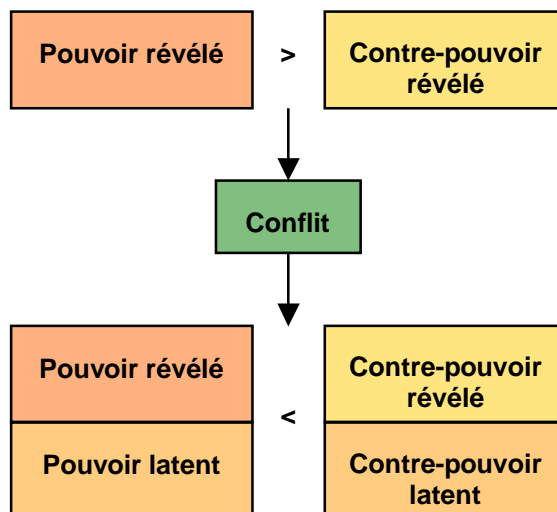 Pouvoir révélé
>
Contre-pouvoir
révélé
Conflit
Pouvoir révélé
Contre-pouvoir
révélé
<
Pouvoir latent
Contre-pouvoir
latent